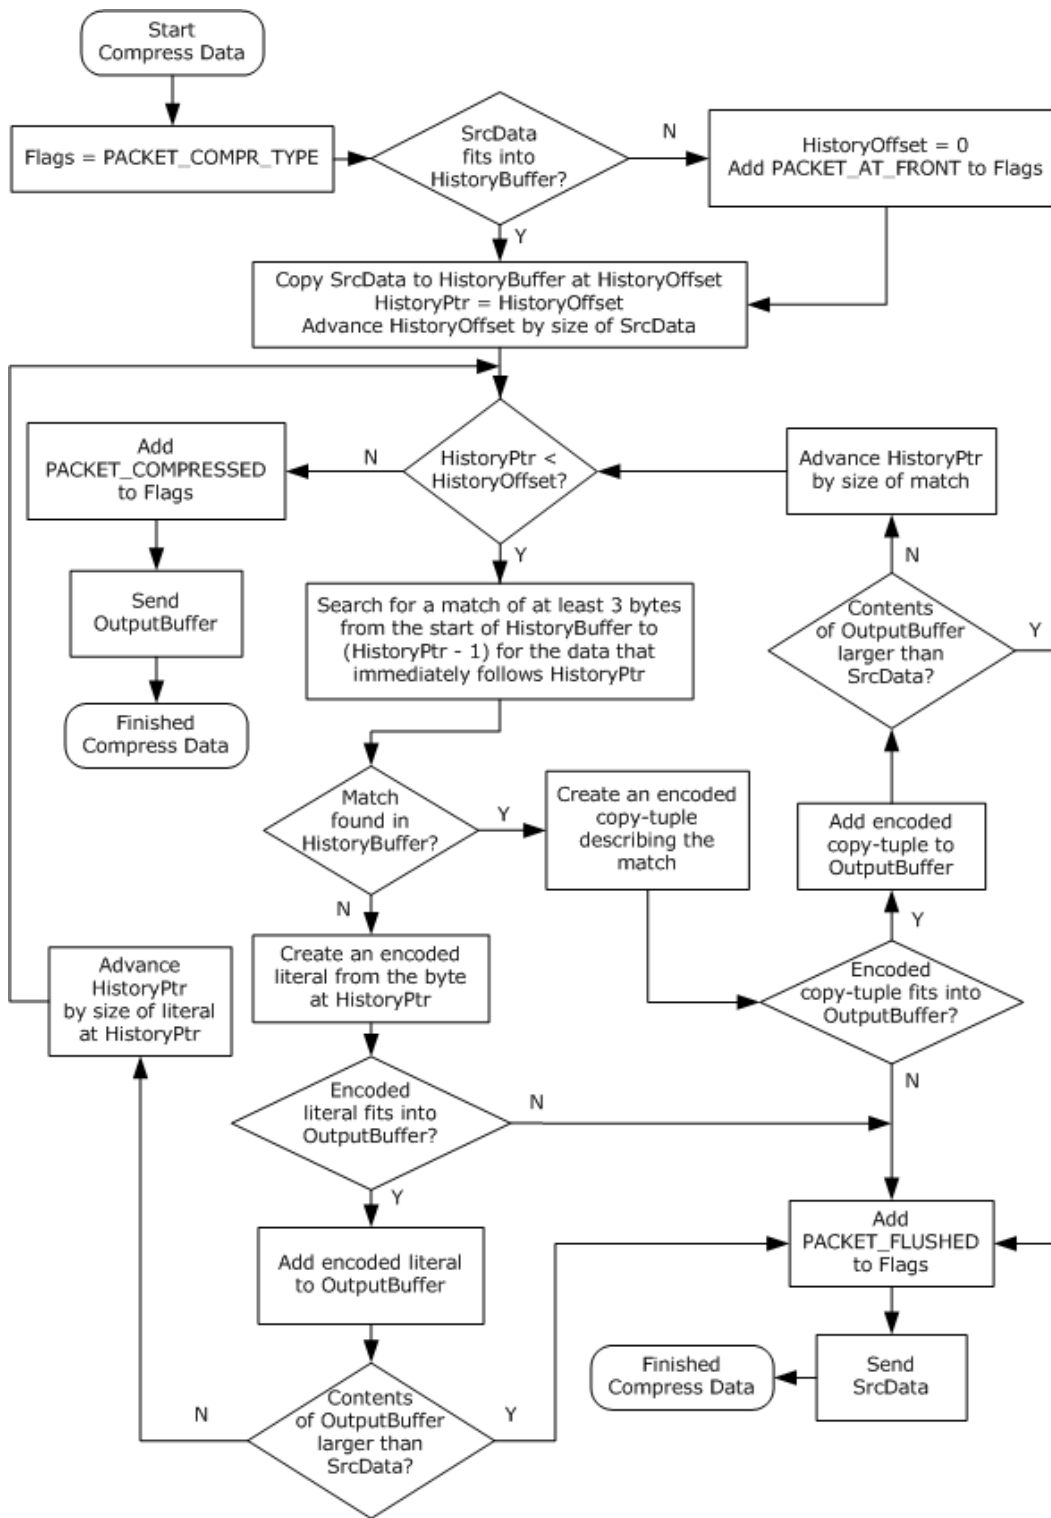 Start
Compress Data
Flags = PACKET_COMPR_TYPE
SrcData
fits into
HistoryBuffer?
N
HistoryOffset = 0
Add PACKET_AT_FRONT to Flags
Y
Copy SrcData to HistoryBuffer at HistoryOffset
HistoryPtr = HistoryOffset
Advance HistoryOffset by size of SrcData
HistoryPtr <
HistoryOffset?
N
Add
PACKET_COMPRESSED
to Flags
Send
OutputBuffer
Finished
Compress Data
Y
Search for a match of at least 3 bytes
from the start of HistoryBuffer to
(HistoryPtr - 1) for the data that
immediately follows HistoryPtr
Advance HistoryPtr
by size of match
N
Contents
of OutputBuffer
larger than
SrcData?
Y
Match
found in
HistoryBuffer?
Y
Create an encoded
copy-tuple
describing the
match
Add encoded
copy-tuple to
OutputBuffer
Y
Encoded
copy-tuple fits into
OutputBuffer?
N
N
Create an encoded
literal from the byte
at HistoryPtr
Advance
HistoryPtr
by size of literal
at HistoryPtr
Encoded
literal fits into
OutputBuffer?
N
Y
Add encoded literal
to OutputBuffer
Add
PACKET_FLUSHED
to Flags
Send
SrcData
Finished
Compress Data
Contents
of OutputBuffer
larger than
SrcData?
N
Y